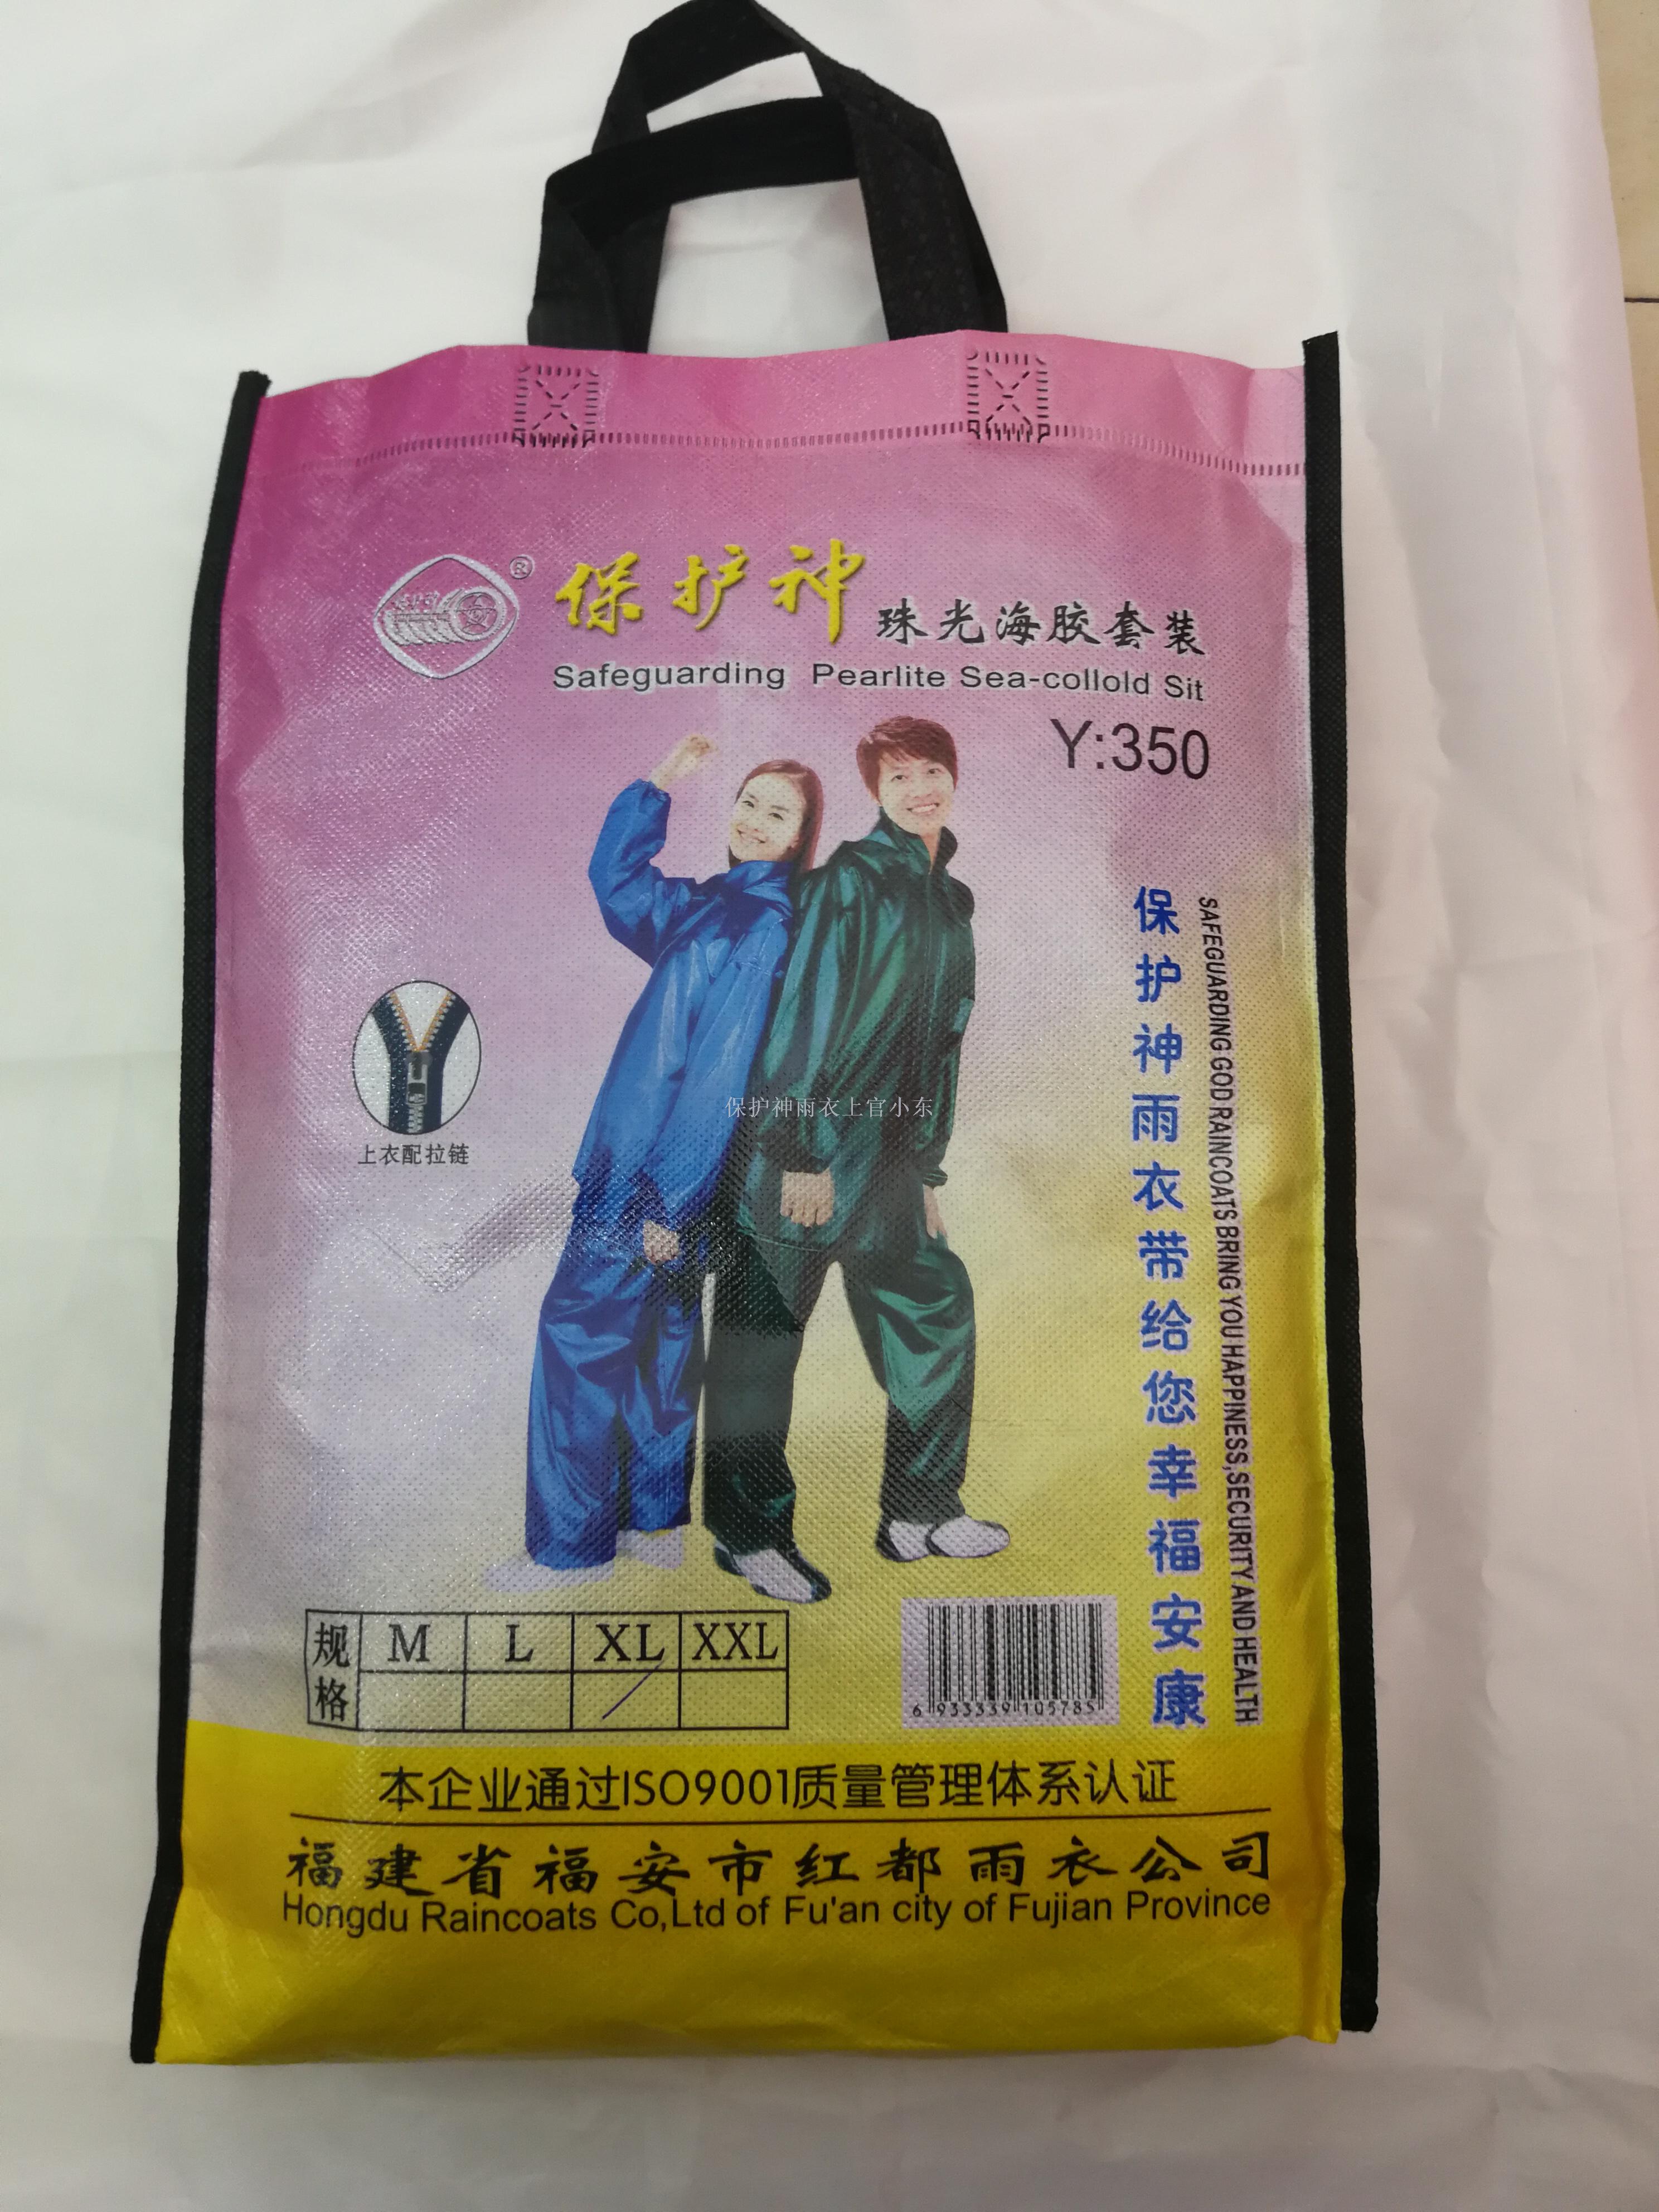 ®
保护神
珠光海胶套装
Safeguarding Pearlite Sea-collold Sit
Y:350
上衣配拉链
保护神雨衣带给您幸福安康
SAFEGUARDING GOD RAINCOATS BRING YOU HAPPINESS,SECURITY AND HEALTH
保护神雨衣上官小东
规格 M L XL XXL
6 933339 105785
本企业通过ISO9001质量管理体系认证
福建省福安市红都雨衣公司
Hongdu Raincoats Co,Ltd of Fu'an city of Fujian Province